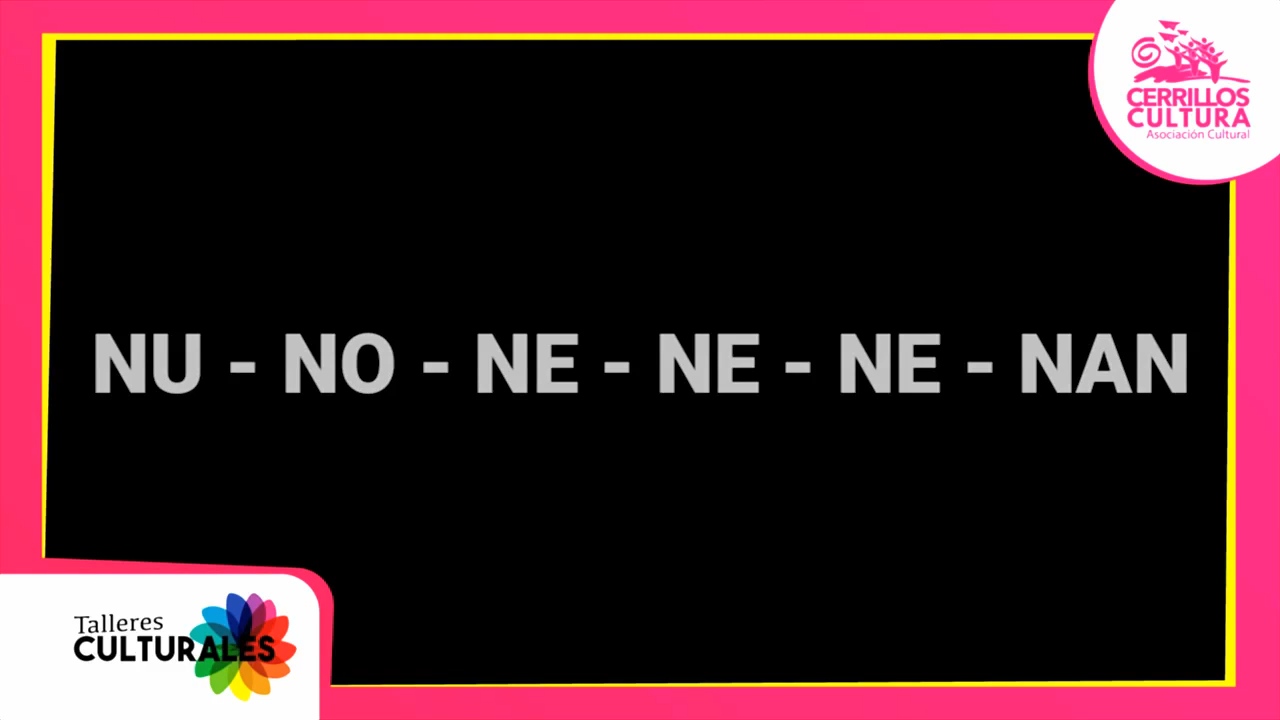 CERRILLOS
CULTURA
Asociación Cultural
NU - NO - NE - NE - NE - NAN
Talleres
CULTURALES